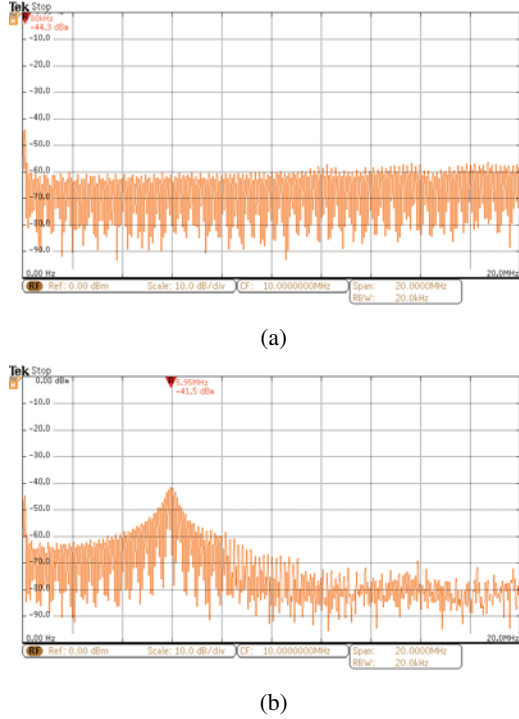 Tek Stop
80kHz
-44.3 dBm
-10.0
-20.0
-30.0
-40.0
-50.0
-60.0
-70.0
-80.0
-90.0
0.00 Hz
20.0MHz
RF Ref: 0.00 dBm Scale: 10.0 dB/div CF: 10.0000000MHz Span: 20.0000MHz
RBW: 20.0kHz
(a)
Tek Stop
0.00 dBm
5.95MHz
-41.5 dBm
-10.0
-20.0
-30.0
-40.0
-50.0
-60.0
-70.0
-80.0
-90.0
0.00 Hz
20.0MHz
RF Ref: 0.00 dBm Scale: 10.0 dB/div CF: 10.0000000MHz Span: 20.0000MHz
RBW: 20.0kHz
(b)